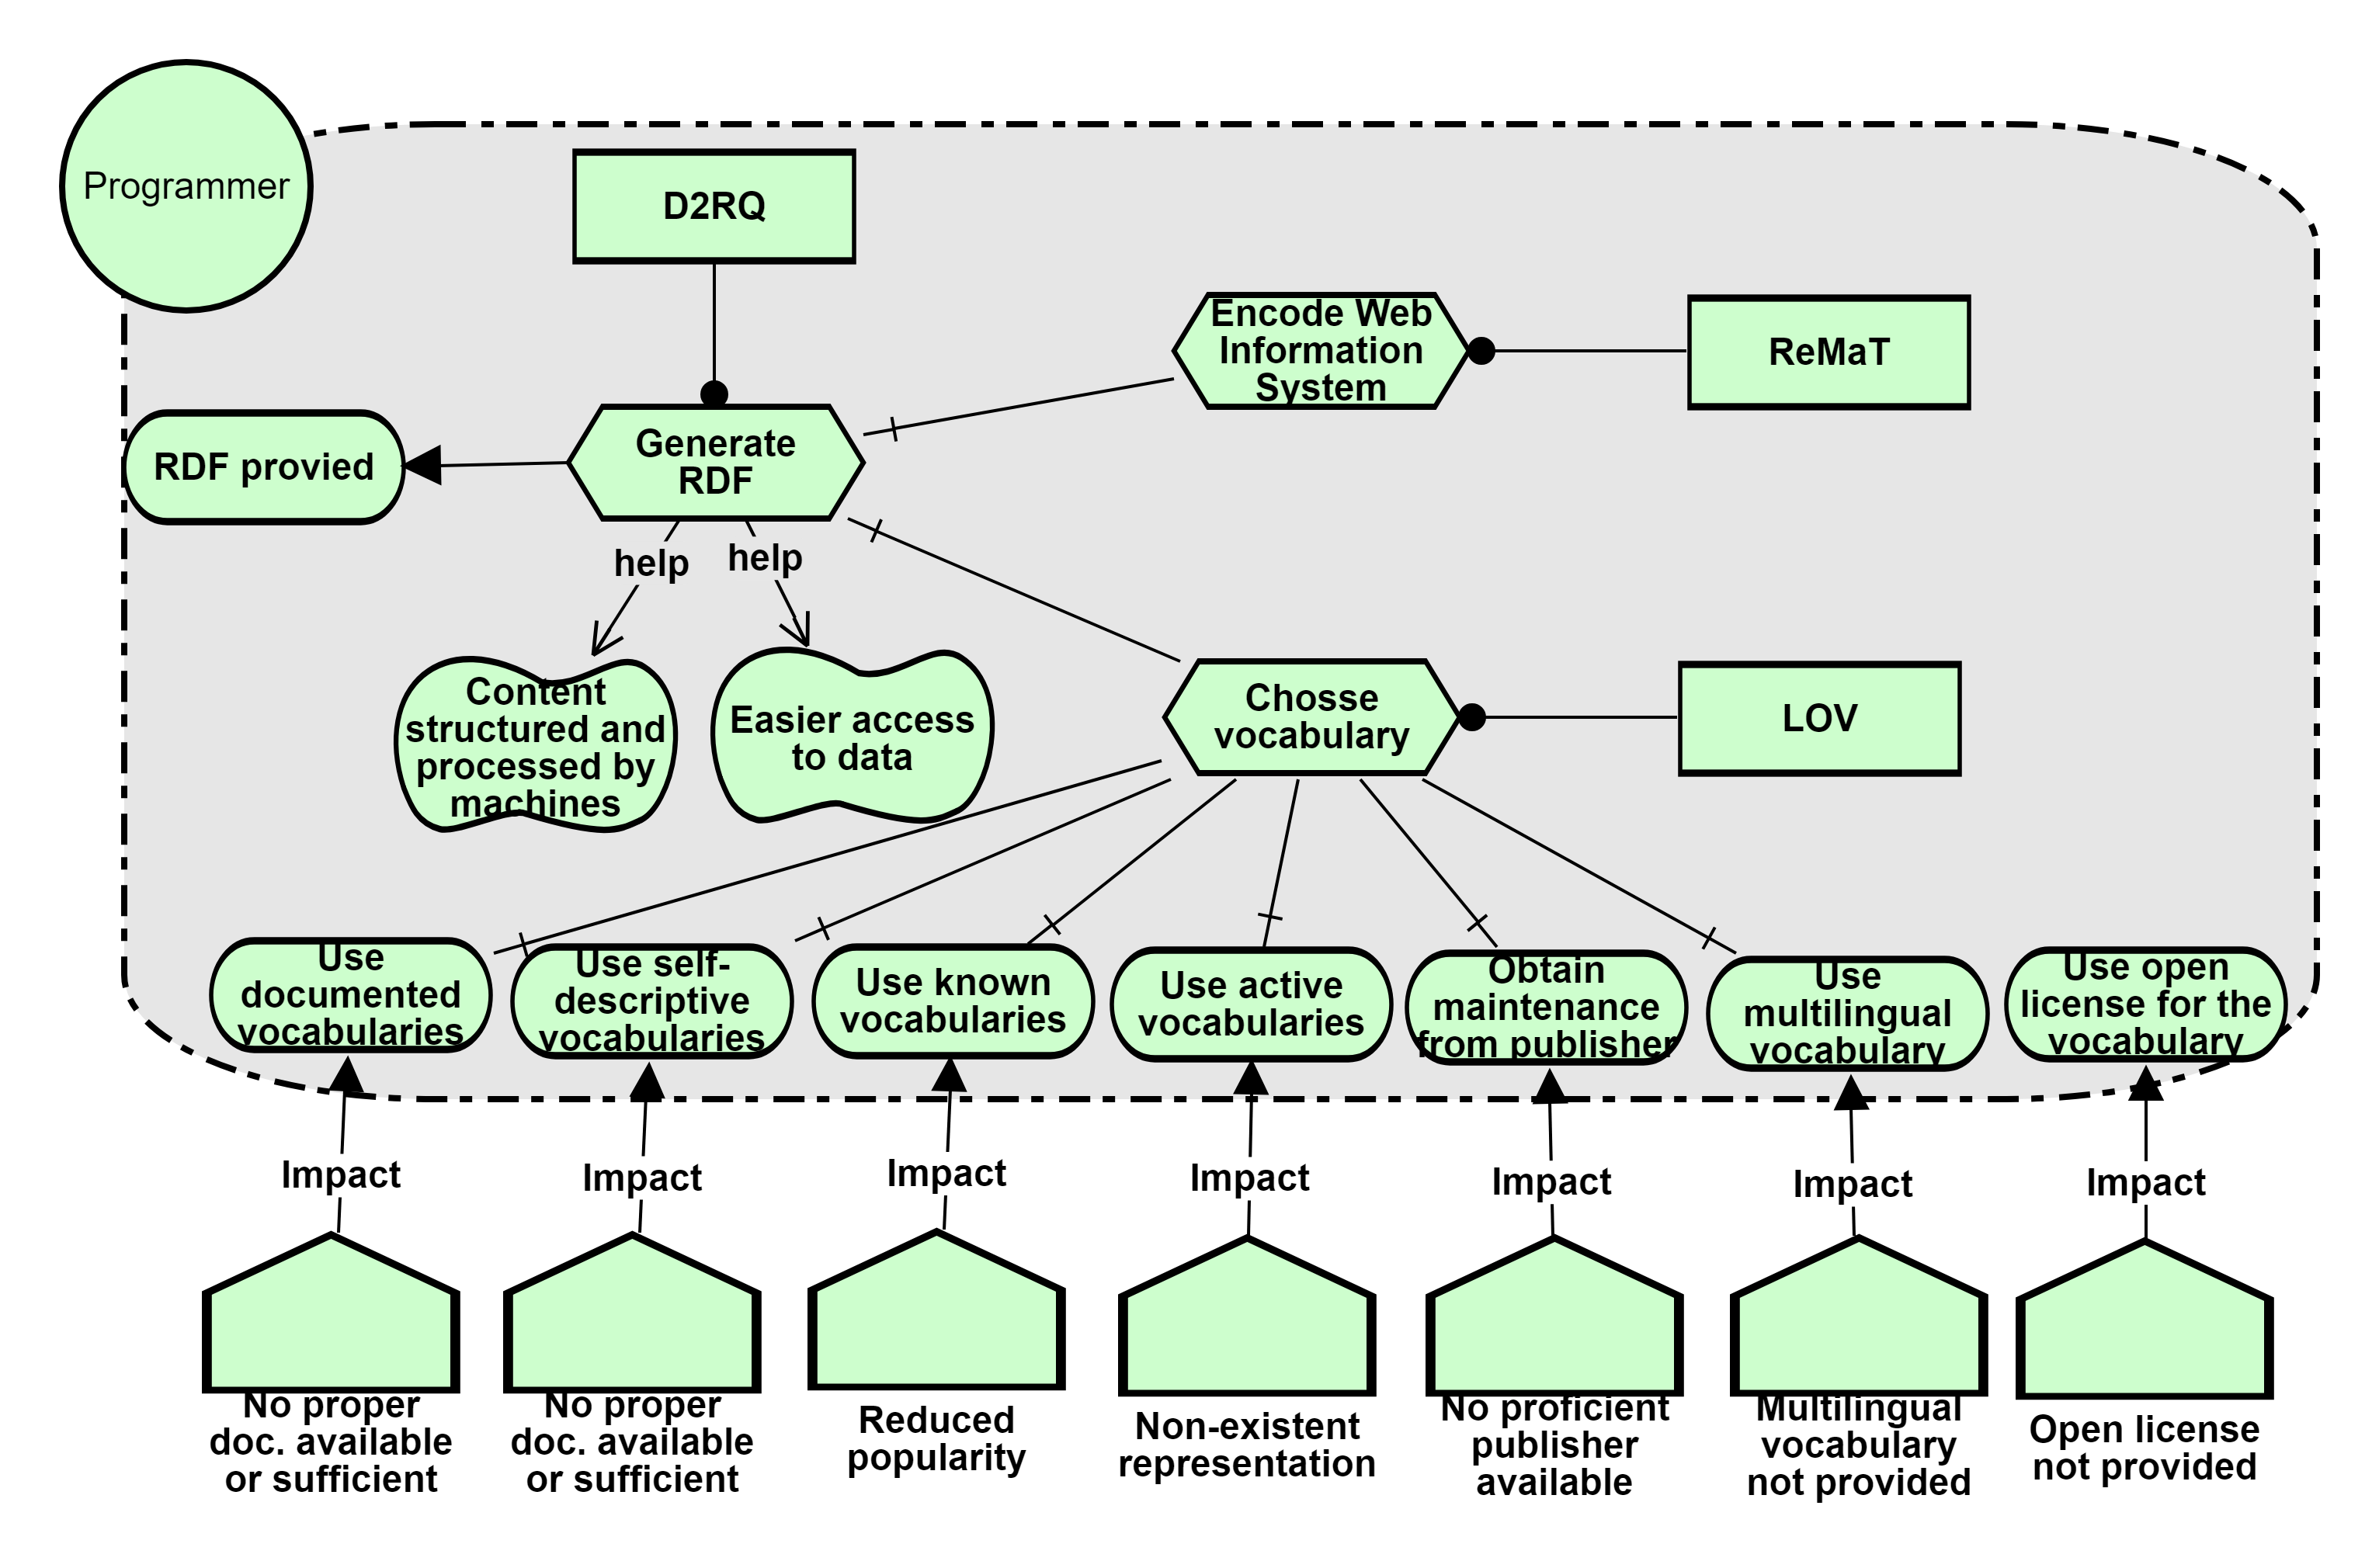 Programmer
D2RQ
Encode Web
Information
System
ReMaT
Generate
RDF
RDF provied
help
help
Content
structured and
processed by
machines
Easier access
to data
Chosse
vocabulary
LOV
Use
documented
vocabularies
Use self-
descriptive
vocabularies
Use known
vocabularies
Use active
vocabularies
Obtain
maintenance
from publisher
Use
multilingual
vocabulary
Use open
license for the
vocabulary
Impact
Impact
Impact
Impact
Impact
Impact
Impact
No proper
doc. available
or sufficient
No proper
doc. available
or sufficient
Reduced
popularity
Non-existent
representation
No proficient
publisher
available
Multilingual
vocabulary
not provided
Open license
not provided